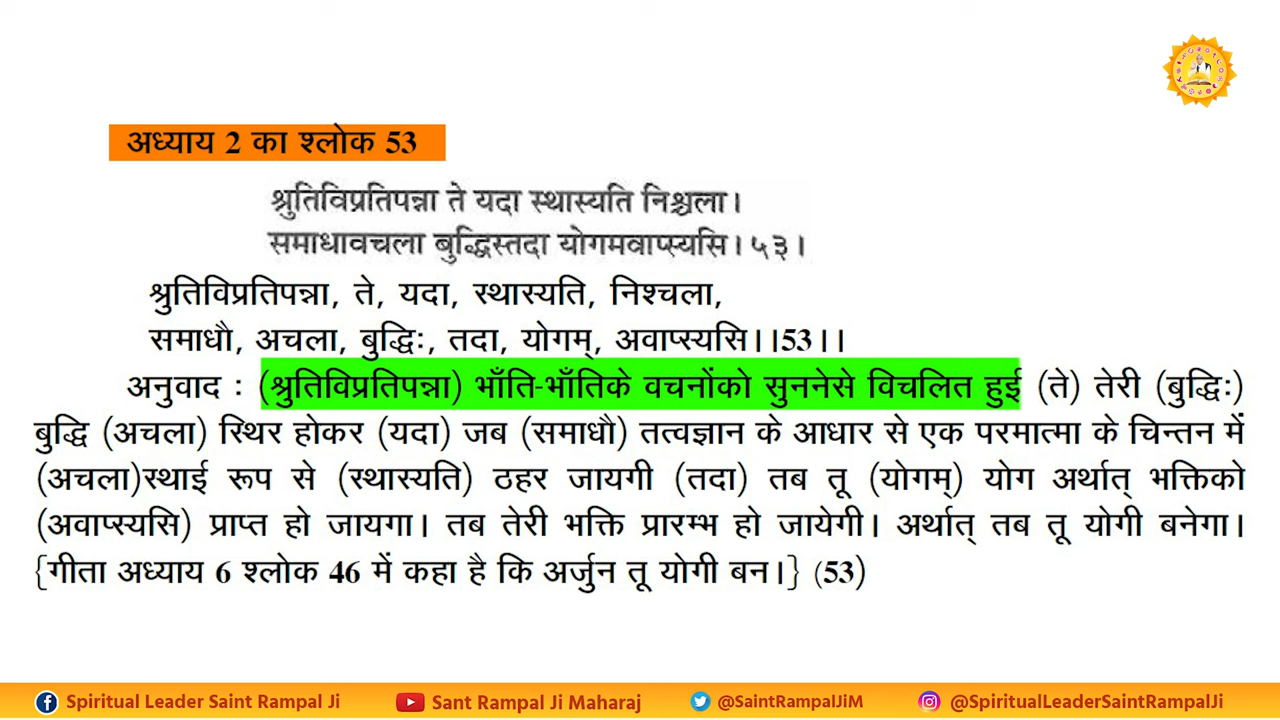 अध्याय 2 का श्लोक 53
श्रुतिविप्रतिपन्ना ते यदा स्थास्यति निश्चला।
समाधावचला बुद्धिस्तदा योगमवाप्स्यसि।५३।
श्रुतिविप्रतिपन्ना, ते, यदा, स्थास्यति, निश्चला,
समाधौ, अचला, बुद्धिः, तदा, योगम्, अवाप्स्यसि।।53।।
अनुवाद : (श्रुतिविप्रतिपन्ना) भाँति-भाँतिके वचनोंको सुननेसे विचलित हुई (ते) तेरी (बुद्धिः)
बुद्धि (अचला) स्थिर होकर (यदा) जब (समाधौ) तत्वज्ञान के आधार से एक परमात्मा के चिन्तन में
(अचला)स्थाई रूप से (स्थास्यति) ठहर जायगी (तदा) तब तू (योगम्) योग अर्थात् भक्तिको
(अवाप्स्यसि) प्राप्त हो जायगा। तब तेरी भक्ति प्रारम्भ हो जायेगी। अर्थात् तब तू योगी बनेगा।
{गीता अध्याय 6 श्लोक 46 में कहा है कि अर्जुन तू योगी बन।} (53)
Spiritual Leader Saint Rampal Ji Sant Rampal Ji Maharaj @SaintRampalJiM @SpiritualLeaderSaintRampalJi